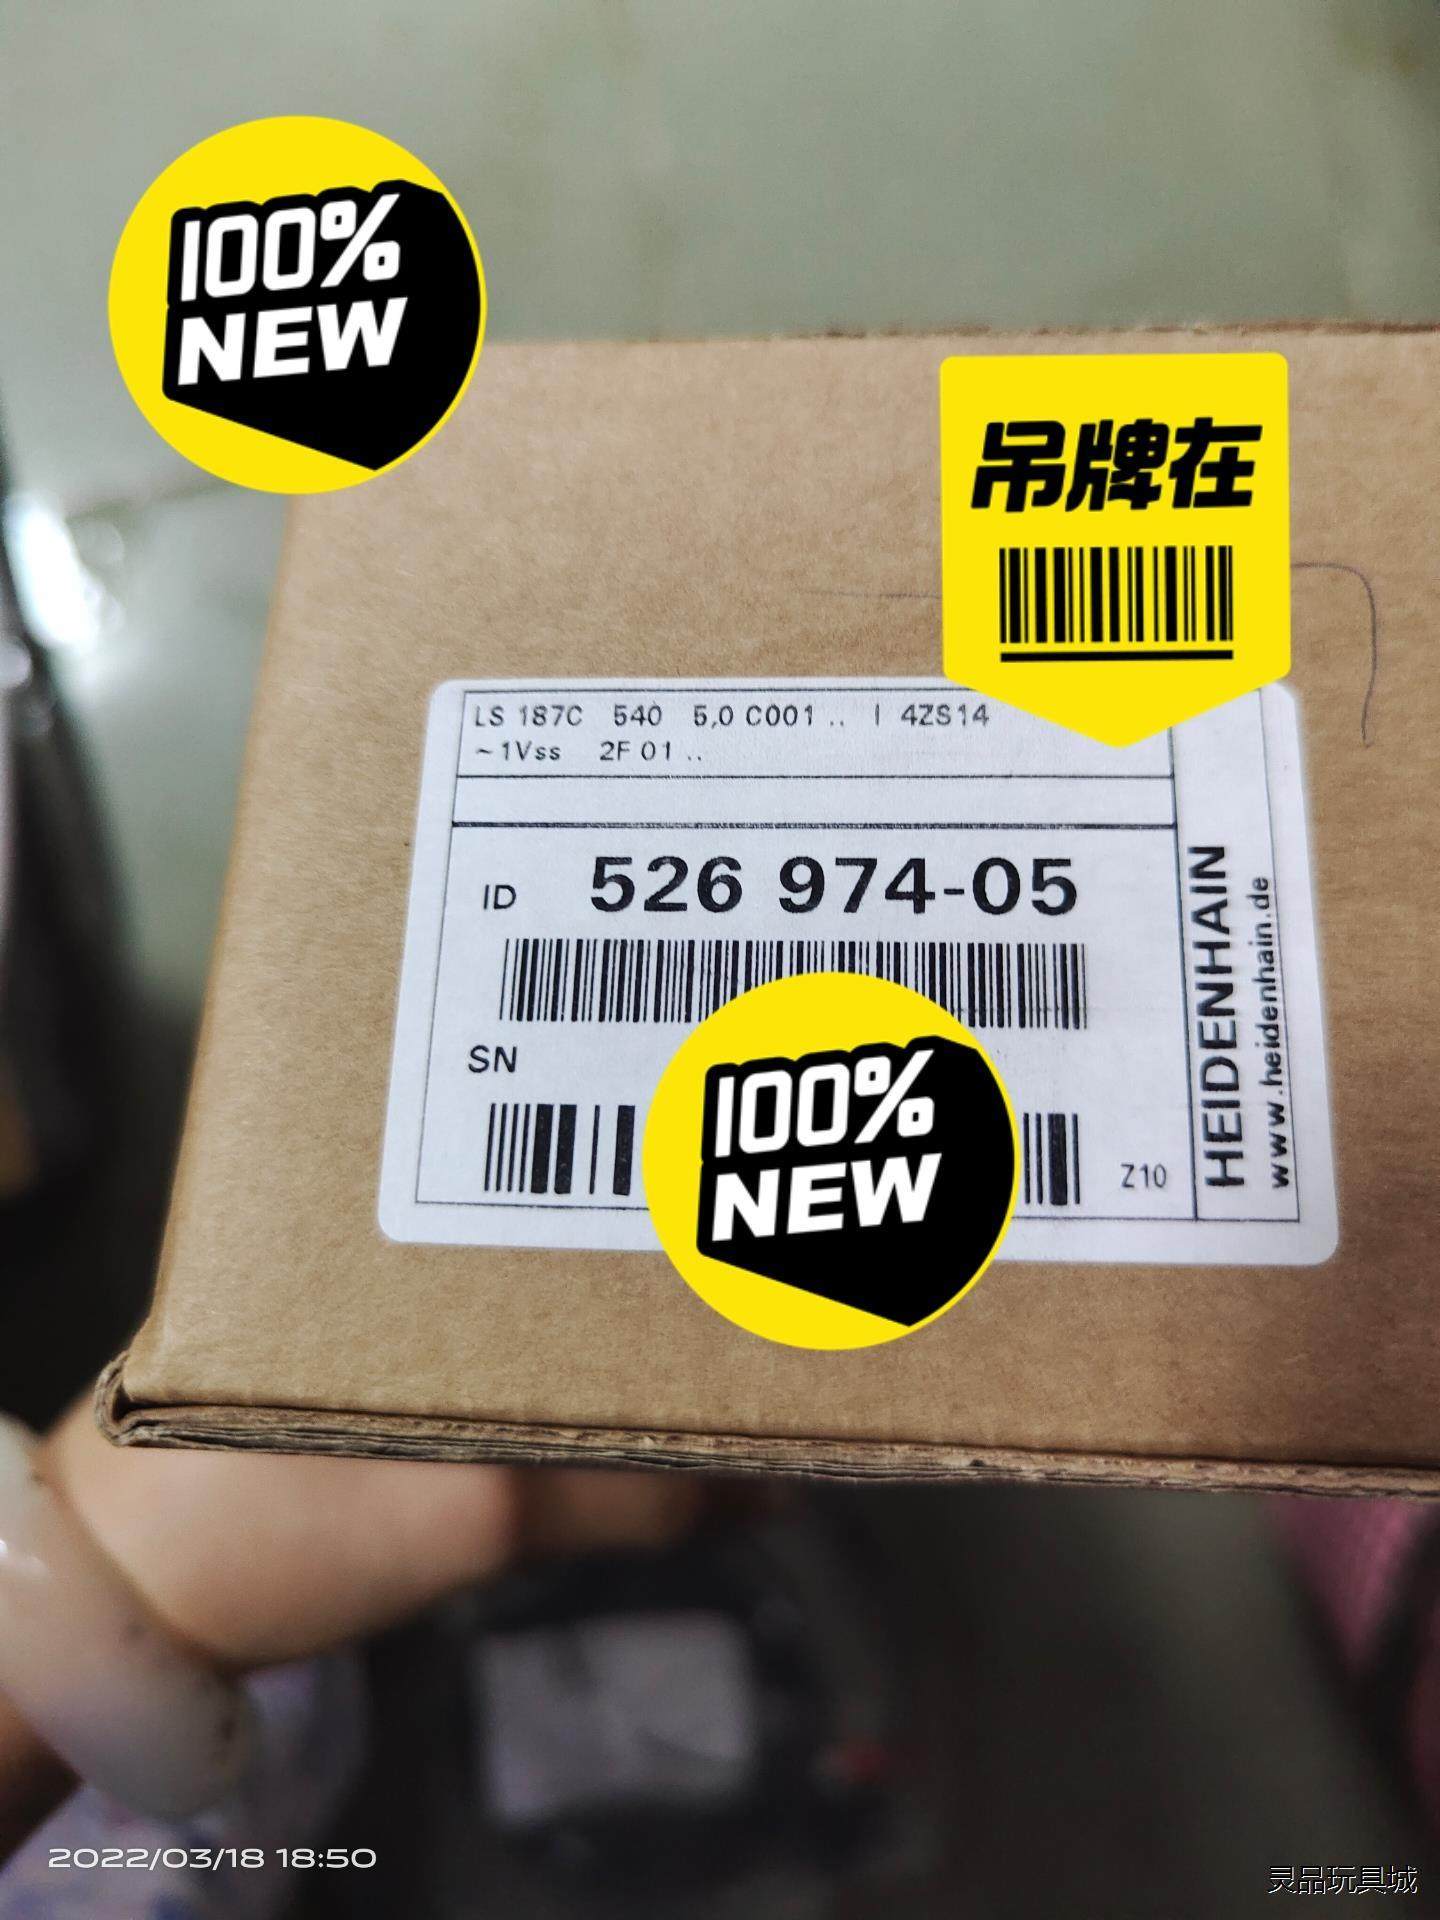 100%
NEW
吊牌在
LS 187C 540 5,0 C001 .. | 4ZS14
~1Vss 2F 01 ..
ID 526 974-05
SN
100%
NEW
Z10
HEIDENHAIN
www.heidenhain.de
2022/03/18 18:50
灵品玩具城